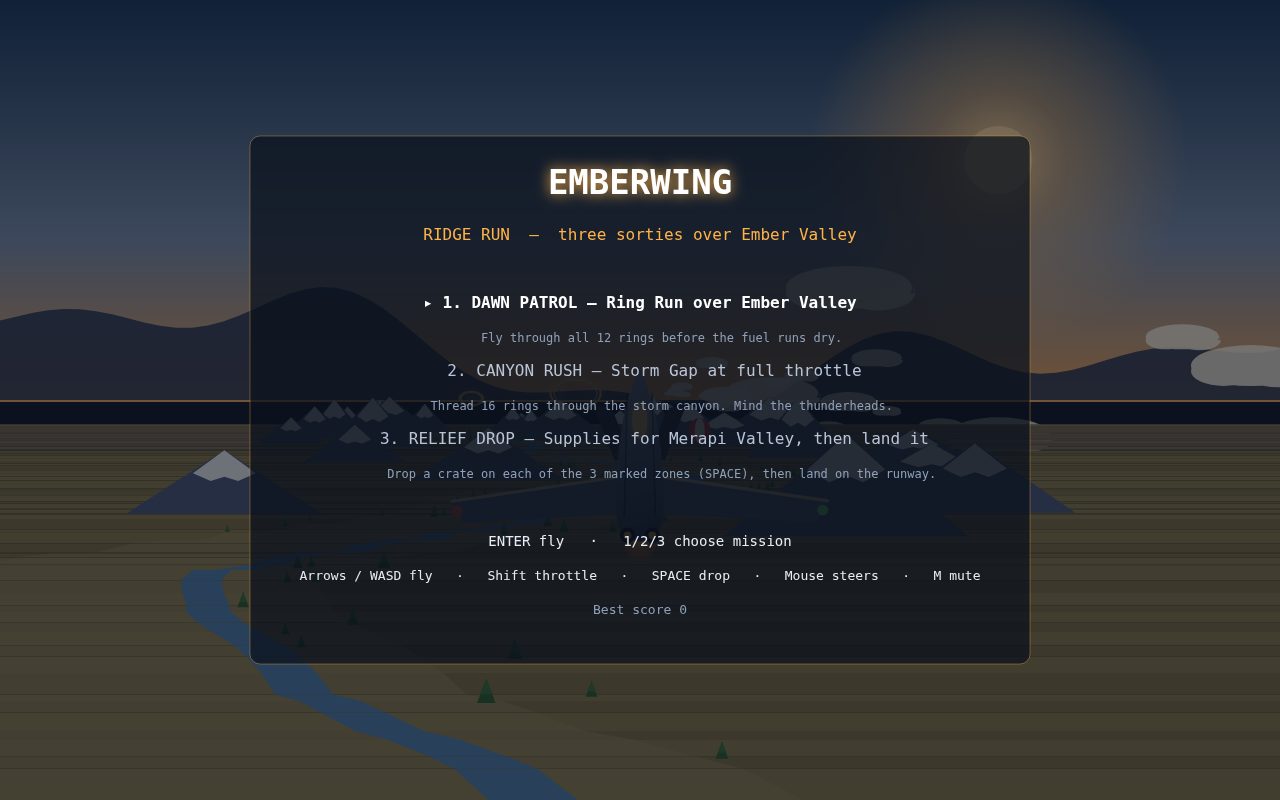 EMBERWING
RIDGE RUN — three sorties over Ember Valley
▸ 1. DAWN PATROL — Ring Run over Ember Valley
Fly through all 12 rings before the fuel runs dry.
2. CANYON RUSH — Storm Gap at full throttle
Thread 16 rings through the storm canyon. Mind the thunderheads.
3. RELIEF DROP — Supplies for Merapi Valley, then land it
Drop a crate on each of the 3 marked zones (SPACE), then land on the runway.
ENTER fly · 1/2/3 choose mission
Arrows / WASD fly · Shift throttle · SPACE drop · Mouse steers · M mute
Best score 0